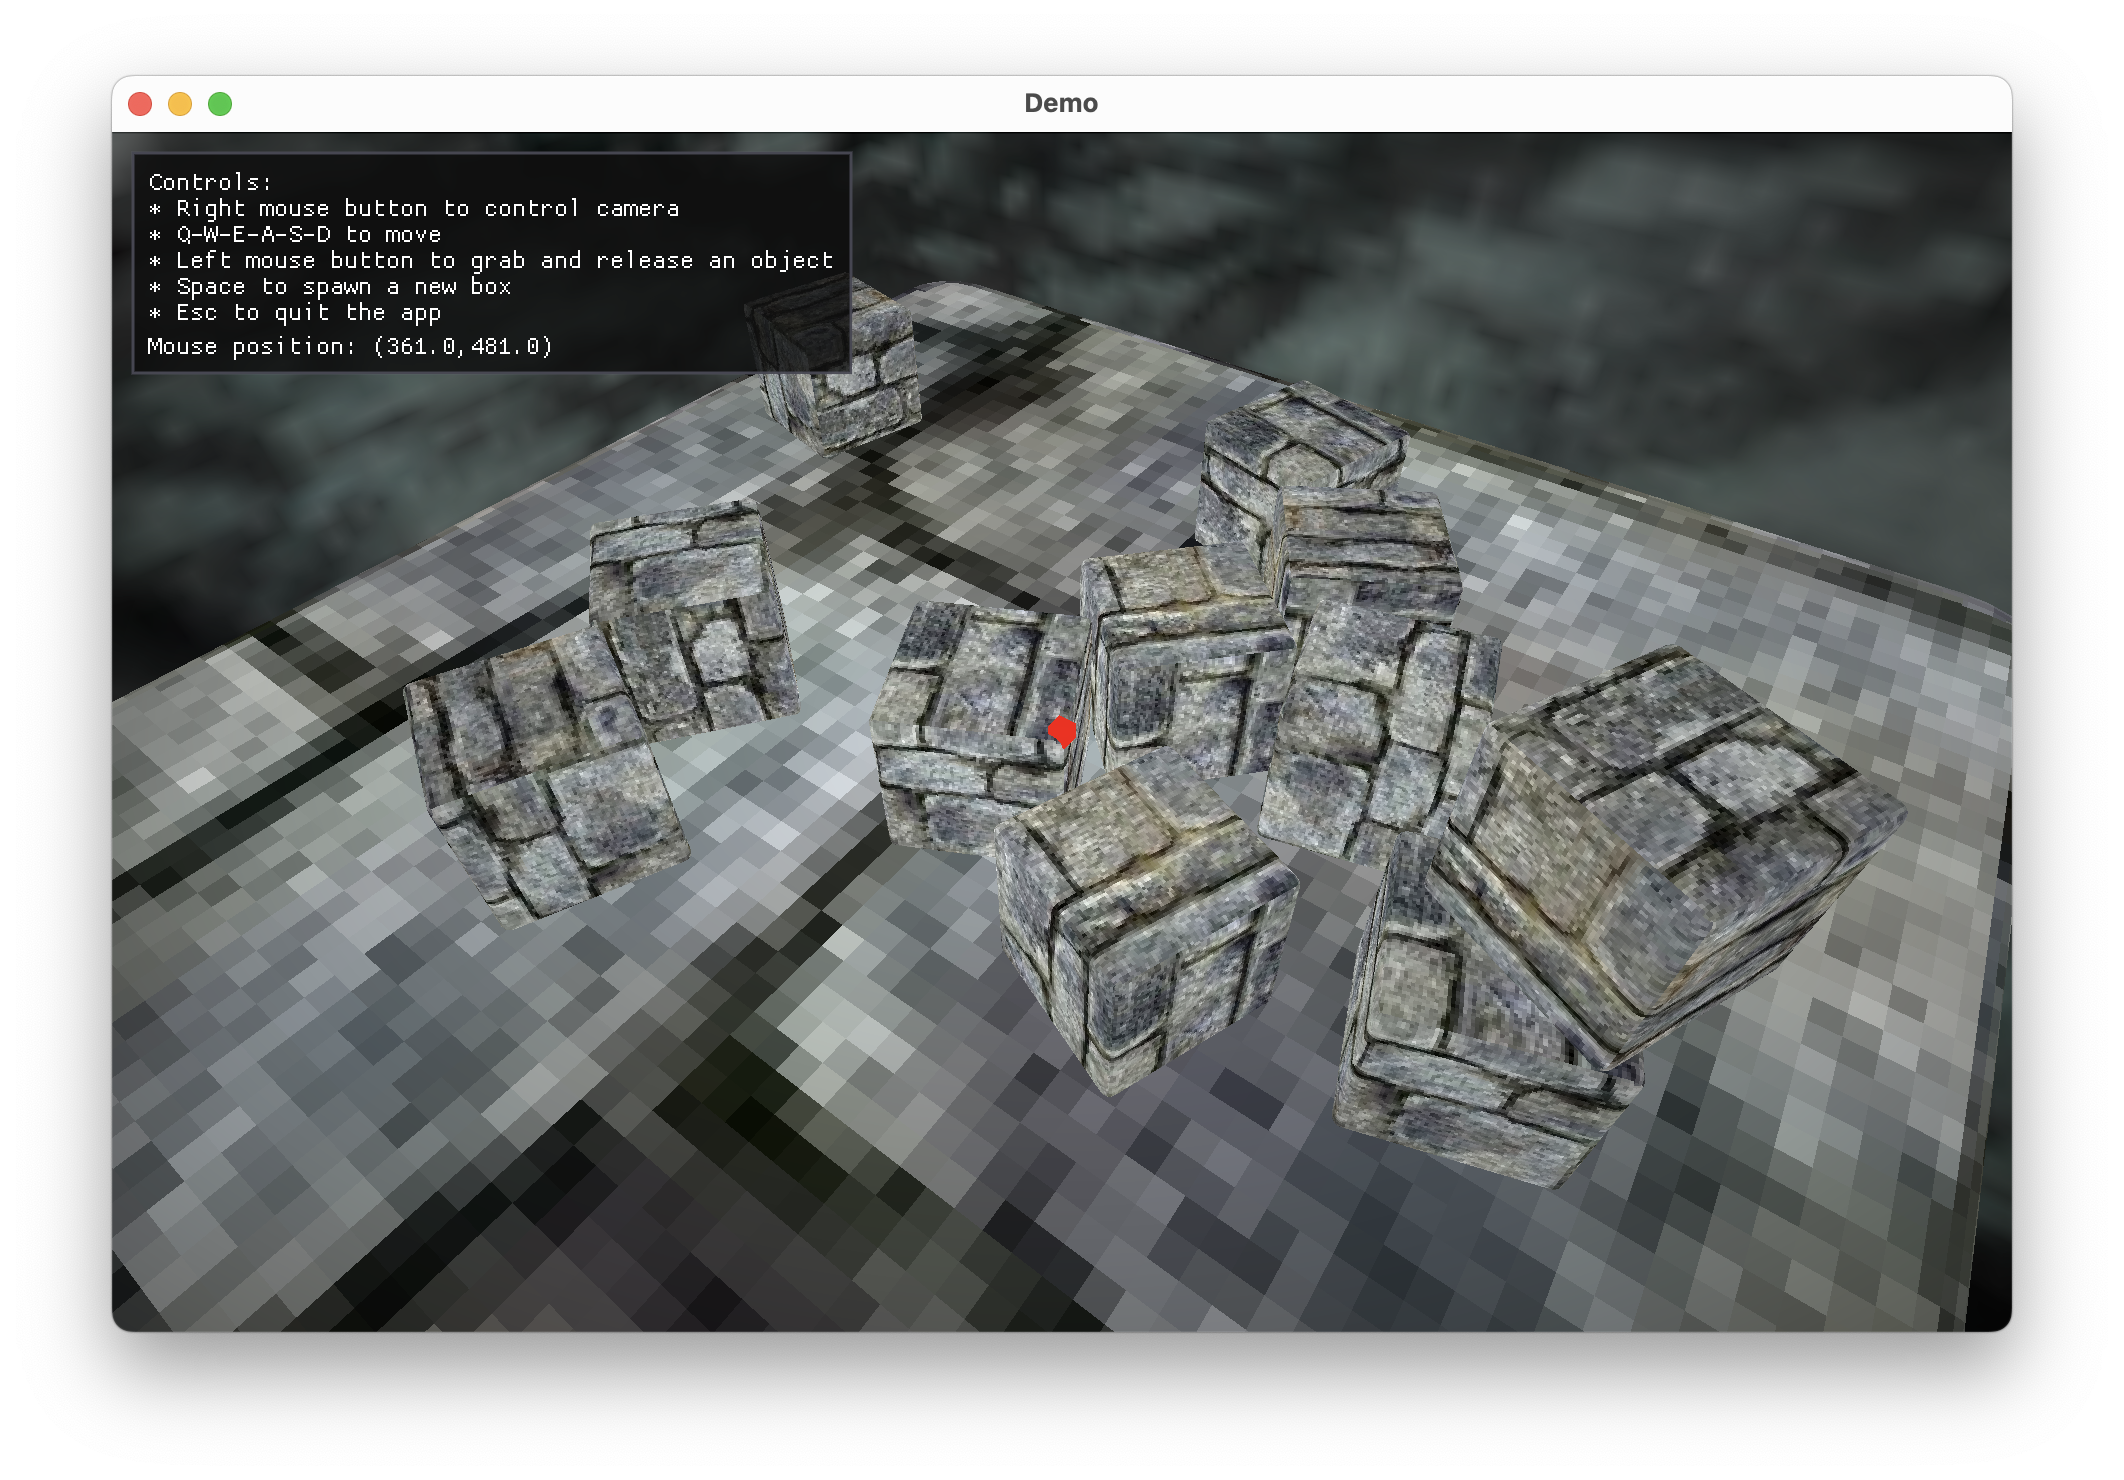 Demo
Controls:
* Right mouse button to control camera
* Q-W-E-A-S-D to move
* Left mouse button to grab and release an object
* Space to spawn a new box
* Esc to quit the app
Mouse position: (361.0,481.0)